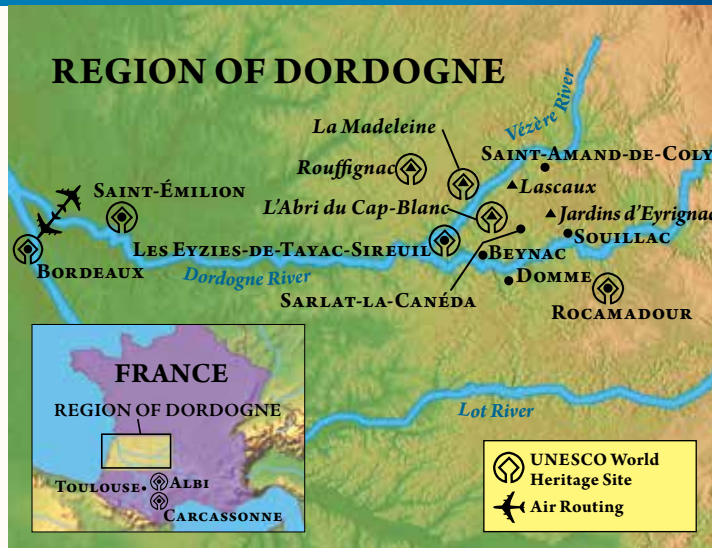 REGION OF DORDOGNE
Vézère River
La Madeleine
Rouffignac
SAINT-AMAND-DE-COLY
Lascaux
SAINT-ÉMILION
L'Abri du Cap-Blanc
Jardins d'Eyrignac
SOUILLAC
LES EYZIES-DE-TAYAC-SIREUIL
BEYNAC
BORDEAUX
Dordogne River
DOMME
SARLAT-LA-CANÉDA
ROCAMADOUR
FRANCE
REGION OF DORDOGNE
TOULOUSE
ALBI
CARCASSONNE
Lot River
UNESCO World
Heritage Site
Air Routing